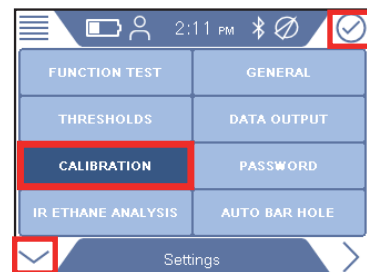 2:11 PM
FUNCTION TEST GENERAL
THRESHOLDS DATA OUTPUT
CALIBRATION PASSWORD
IR ETHANE ANALYSIS AUTO BAR HOLE
Settings